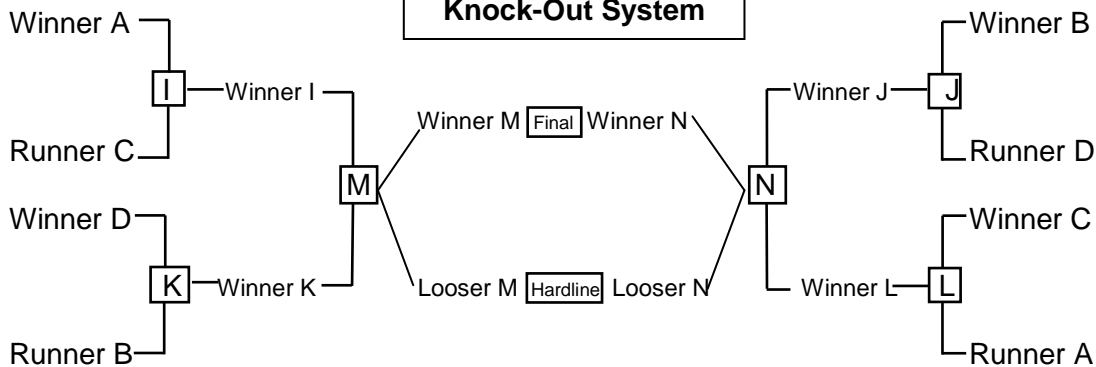 Knock-Out System
Winner A
Winner B
I
Winner I
Winner J
J
Winner M Final Winner N
Runner C
Runner D
M
N
Winner D
Winner C
K
Winner K
Looser M Hardline Looser N
Winner L
L
Runner B
Runner A